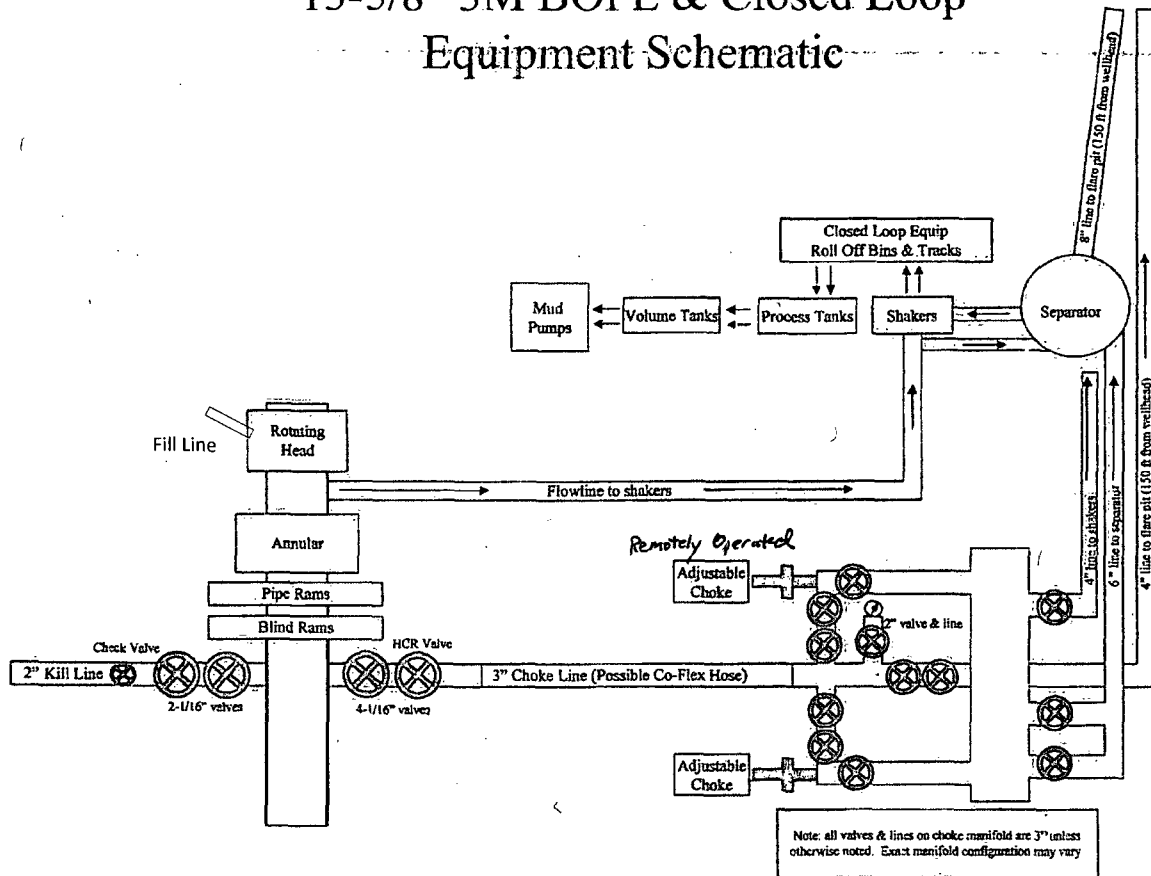 13-5/8" 3M BOPE & Closed Loop
Equipment Schematic
8" line to flare pit (150 ft from wellhead)
Closed Loop Equip
Roll Off Bins & Tracks
Mud
Pumps
Volume Tanks
Process Tanks
Shakers
Separator
Fill Line
Rotating
Head
Flowline to shakers
Annular
Pipe Rams
Blind Rams
Remotely Operated
Adjustable
Choke
2" valve & line
4" line to shakers
6" line to separator
4" line to flare pit (150 ft from wellhead)
Check Valve
HCR Valve
2" Kill Line
3" Choke Line (Possible Co-Flex Hose)
2-1/16" valves
4-1/16" valves
Adjustable
Choke
Note: all valves & lines on choke manifold are 3" unless
otherwise noted. Exact manifold configuration may vary